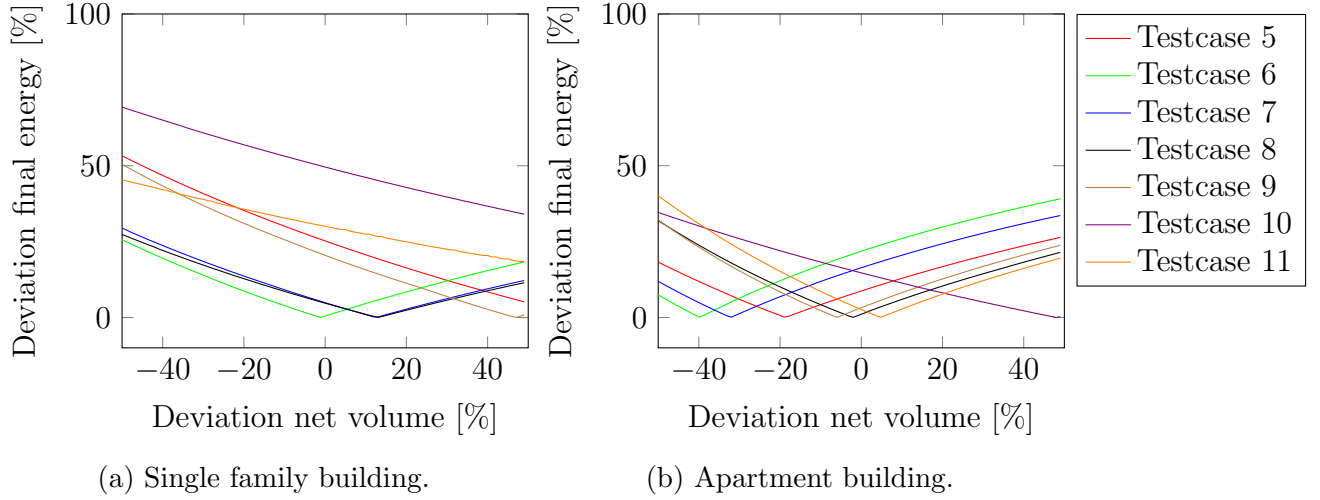 100
50
0
Deviation final energy [%]
−40 −20 0 20 40
Deviation net volume [%]
(a) Single family building.
100
50
0
Deviation final energy [%]
−40 −20 0 20 40
Deviation net volume [%]
(b) Apartment building.
Testcase 5
Testcase 6
Testcase 7
Testcase 8
Testcase 9
Testcase 10
Testcase 11